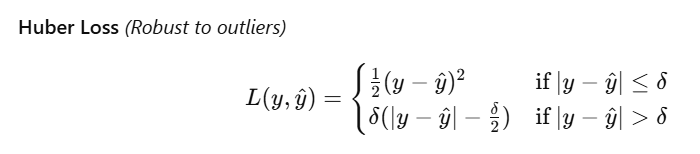 Huber Loss (Robust to outliers)
L(y, ŷ) = { ½(y − ŷ)² if |y − ŷ| ≤ δ
δ(|y − ŷ| − δ/2) if |y − ŷ| > δ